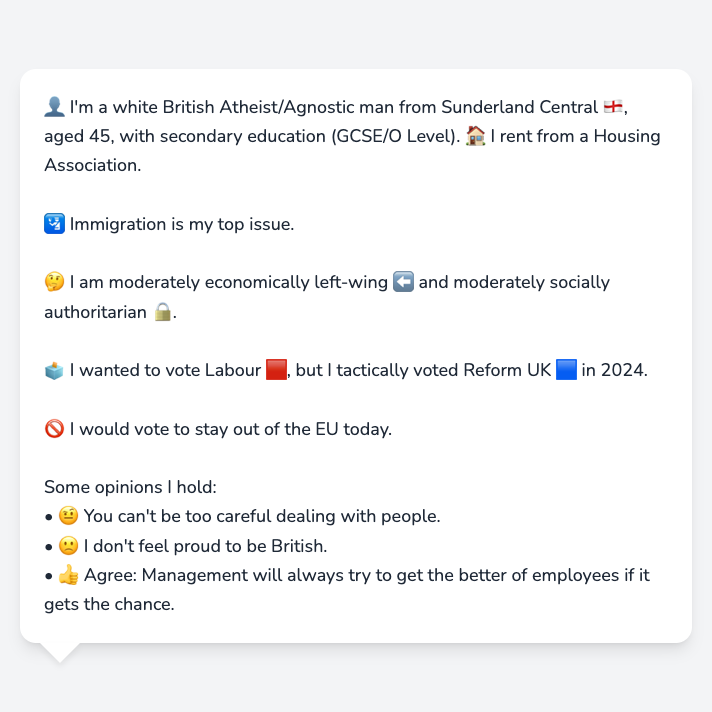 👤 I'm a white British Atheist/Agnostic man from Sunderland Central 🏴󠁧󠁢󠁥󠁮󠁧󠁿,
aged 45, with secondary education (GCSE/O Level). 🏠 I rent from a Housing
Association.
🛂 Immigration is my top issue.
🤔 I am moderately economically left-wing ⬅️ and moderately socially
authoritarian 🔒.
🗳️ I wanted to vote Labour 🟥, but I tactically voted Reform UK 🟦 in 2024.
🚫 I would vote to stay out of the EU today.
Some opinions I hold:
• 🤨 You can't be too careful dealing with people.
• 🙁 I don't feel proud to be British.
• 👍 Agree: Management will always try to get the better of employees if it
gets the chance.